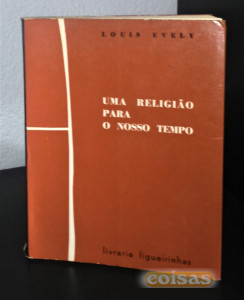 LOUIS EVELY
UMA RELIGIÃO
PARA
O NOSSO TEMPO
livraria figueirinhas
coisas